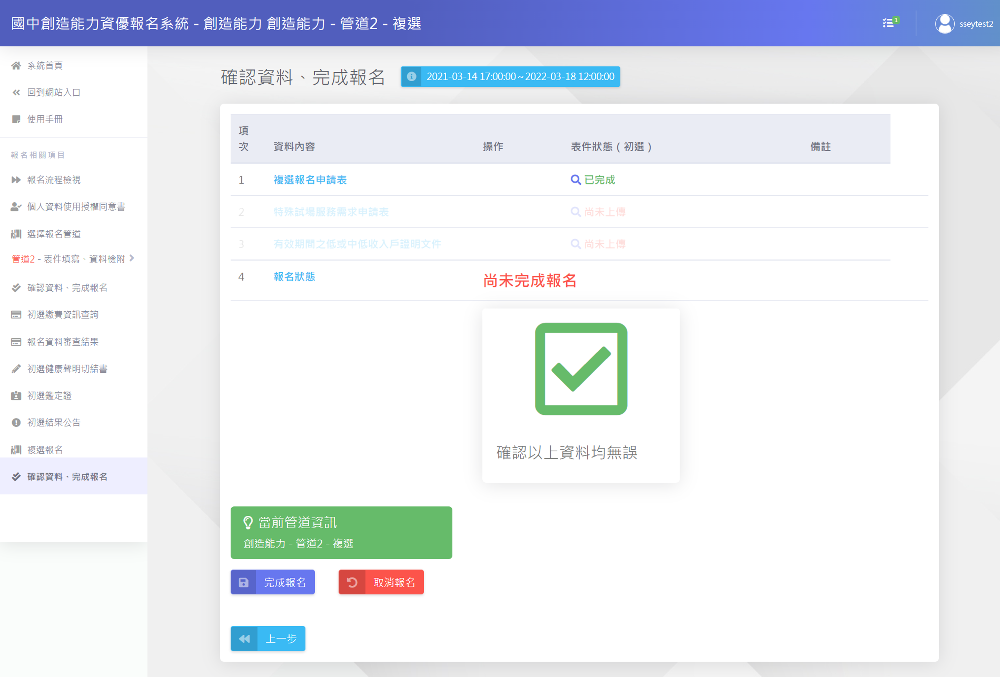 國中創造能力資優報名系統 - 創造能力 創造能力 - 管道2 - 複選
1
sseytest2
系統首頁
回到網站入口
使用手冊
報名相關項目
報名流程檢視
個人資料使用授權同意書
選擇報名管道
管道2 - 表件填寫、資料檢附
確認資料、完成報名
初選繳費資訊查詢
報名資料審查結果
初選健康聲明切結書
初選鑑定證
初選結果公告
複選報名
確認資料、完成報名
確認資料、完成報名
2021-03-14 17:00:00 ~ 2022-03-18 12:00:00
項次 資料內容 操作 表件狀態 ( 初選 ) 備註
1 複選報名申請表 已完成
2 特殊試場服務需求申請表 尚未上傳
3 有效期間之低或中低收入戶證明文件 尚未上傳
4 報名狀態 尚未完成報名
確認以上資料均無誤
當前管道資訊
創造能力 - 管道2 - 複選
完成報名 取消報名
上一步